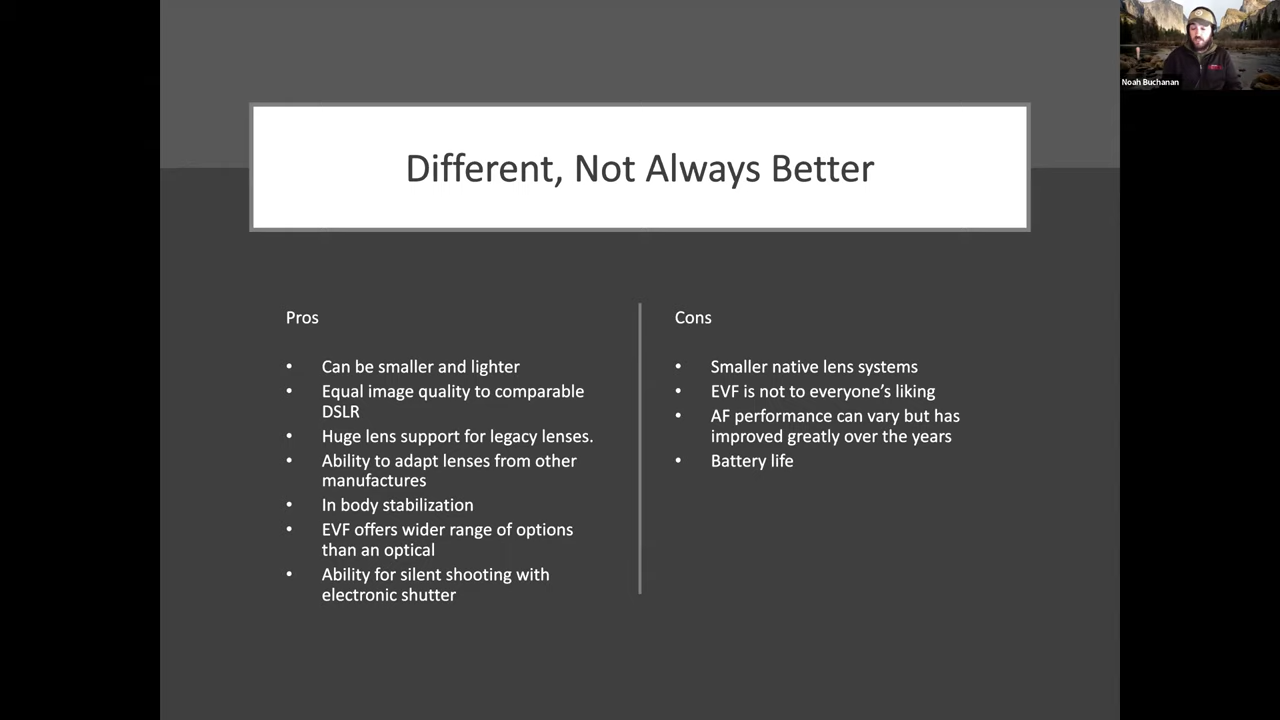 Noah Buchanan
Different, Not Always Better
Pros
• Can be smaller and lighter
• Equal image quality to comparable
DSLR
• Huge lens support for legacy lenses.
• Ability to adapt lenses from other
manufactures
• In body stabilization
• EVF offers wider range of options
than an optical
• Ability for silent shooting with
electronic shutter
Cons
• Smaller native lens systems
• EVF is not to everyone’s liking
• AF performance can vary but has
improved greatly over the years
• Battery life